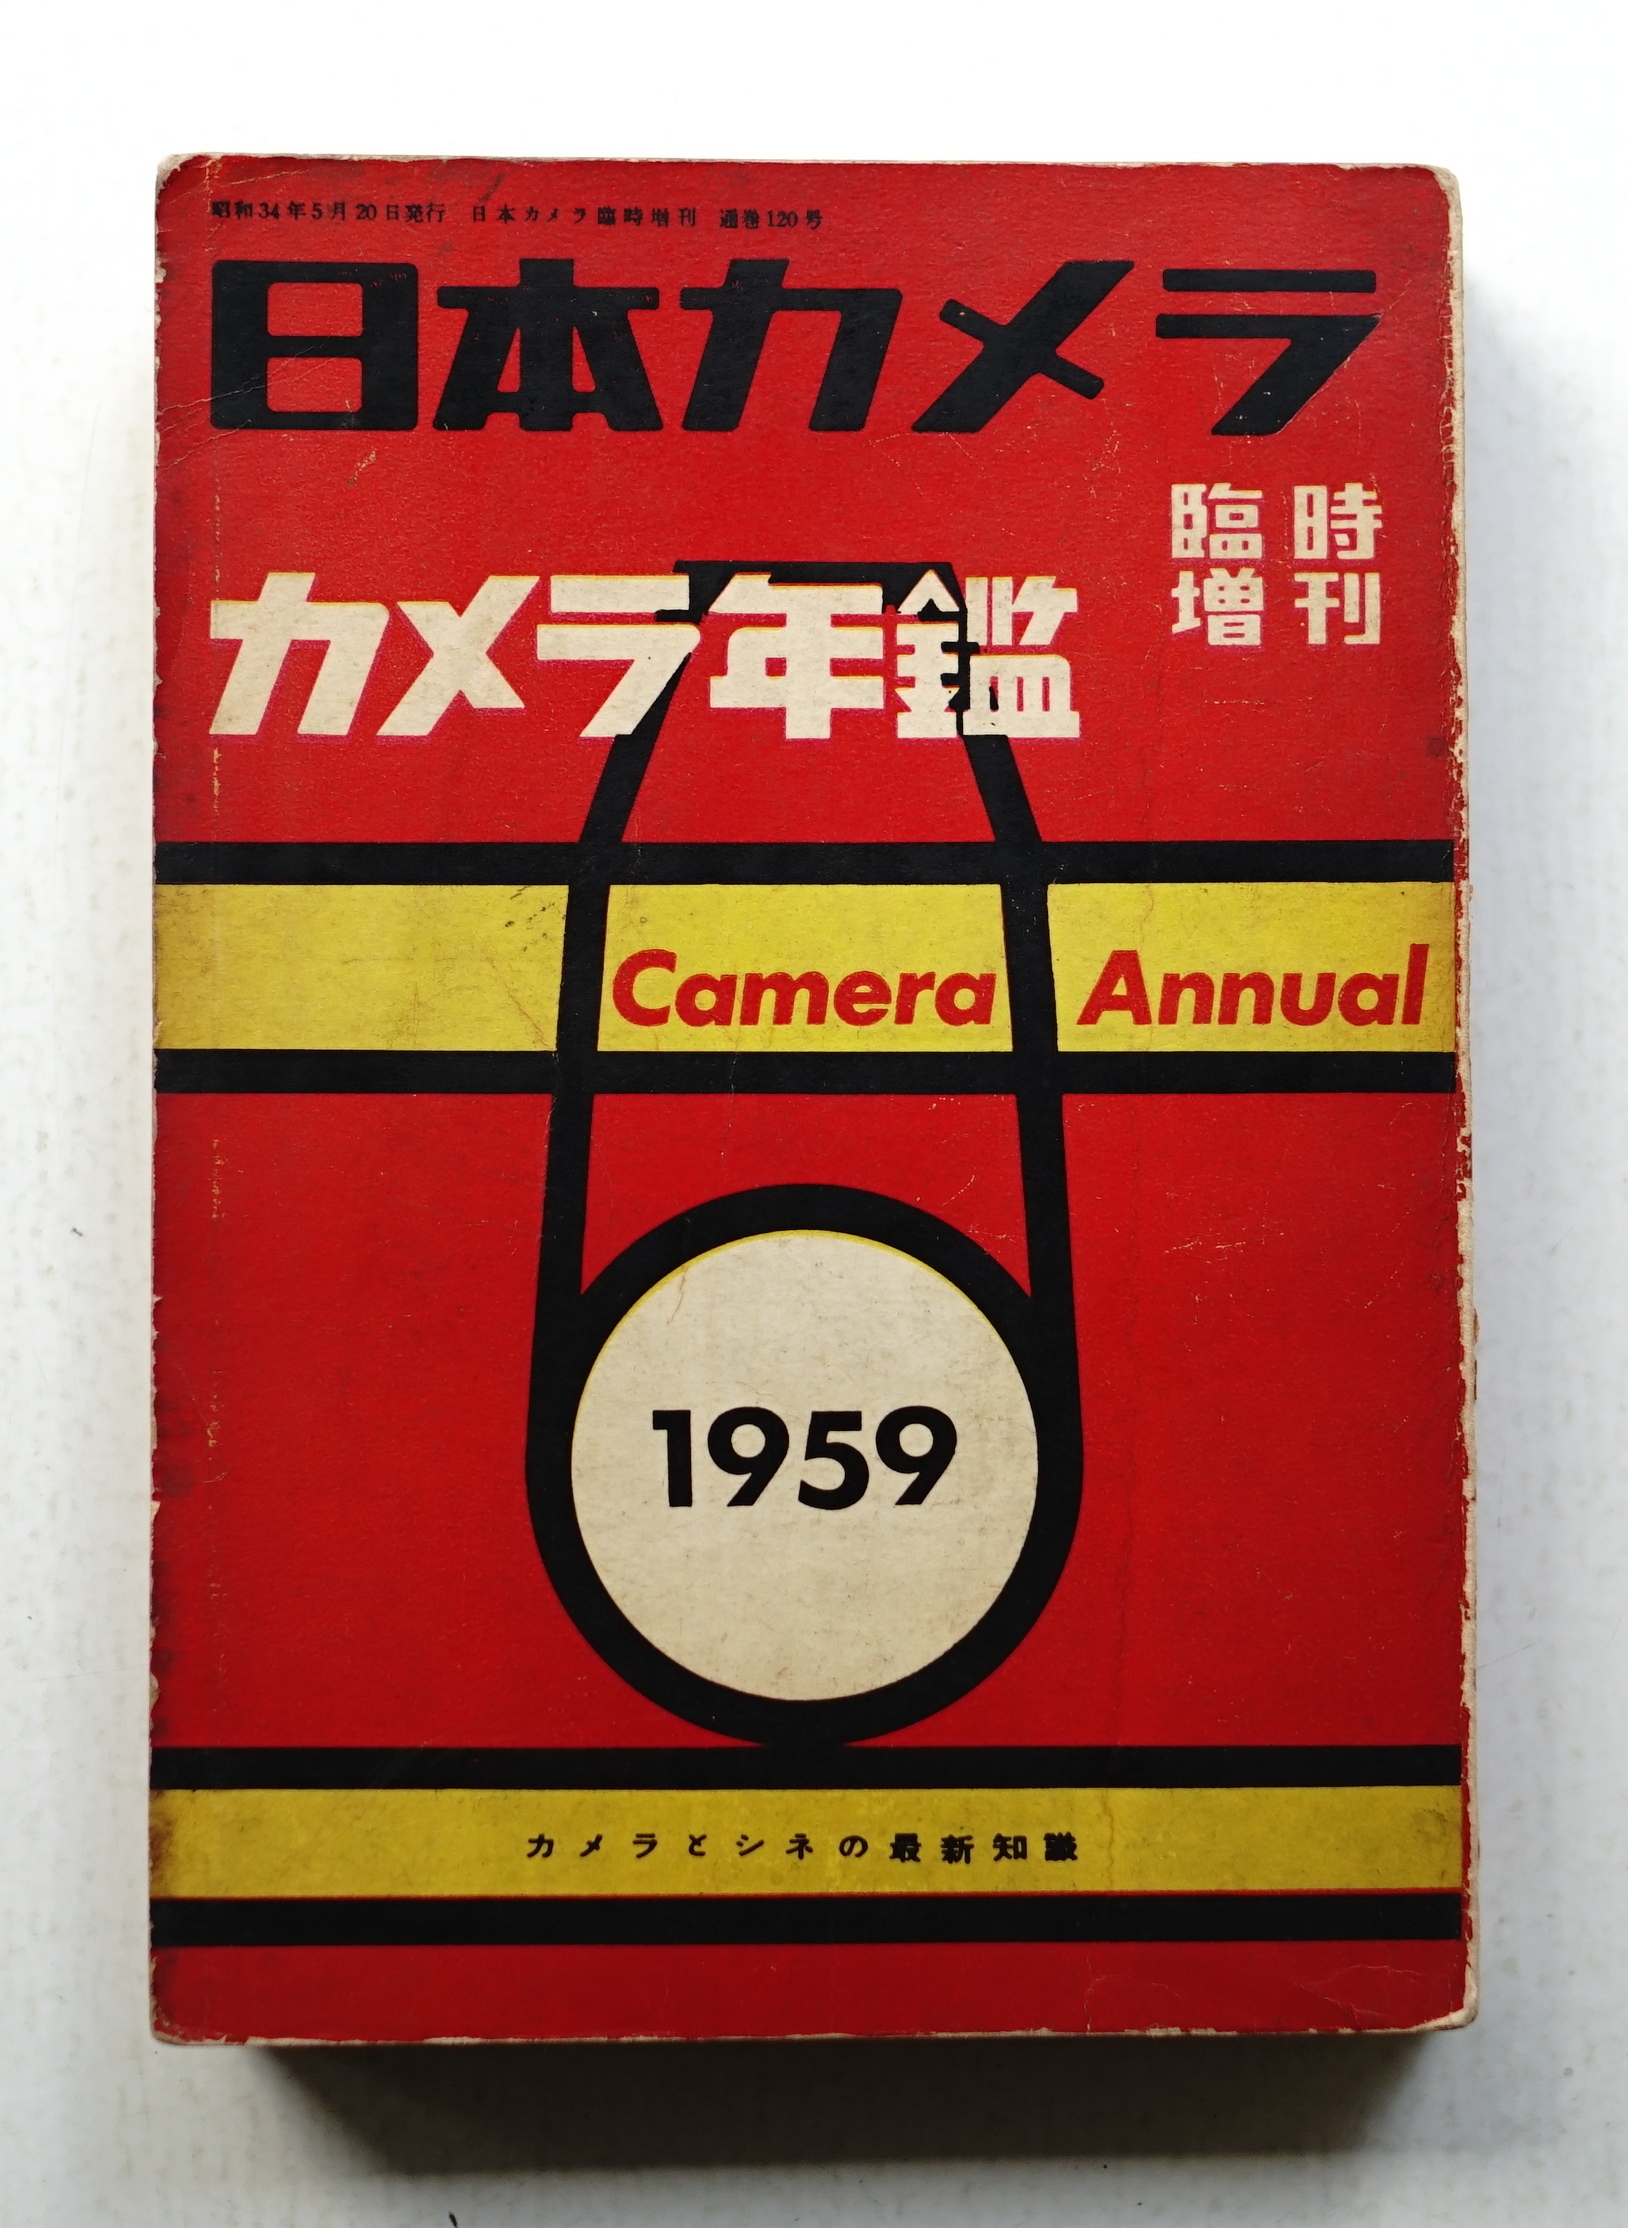 昭和34年5月20日発行 日本カメラ臨時増刊 通巻120号
日本カメラ
臨時
増刊
カメラ年鑑
Camera Annual
1959
カメラとシネの最新知識